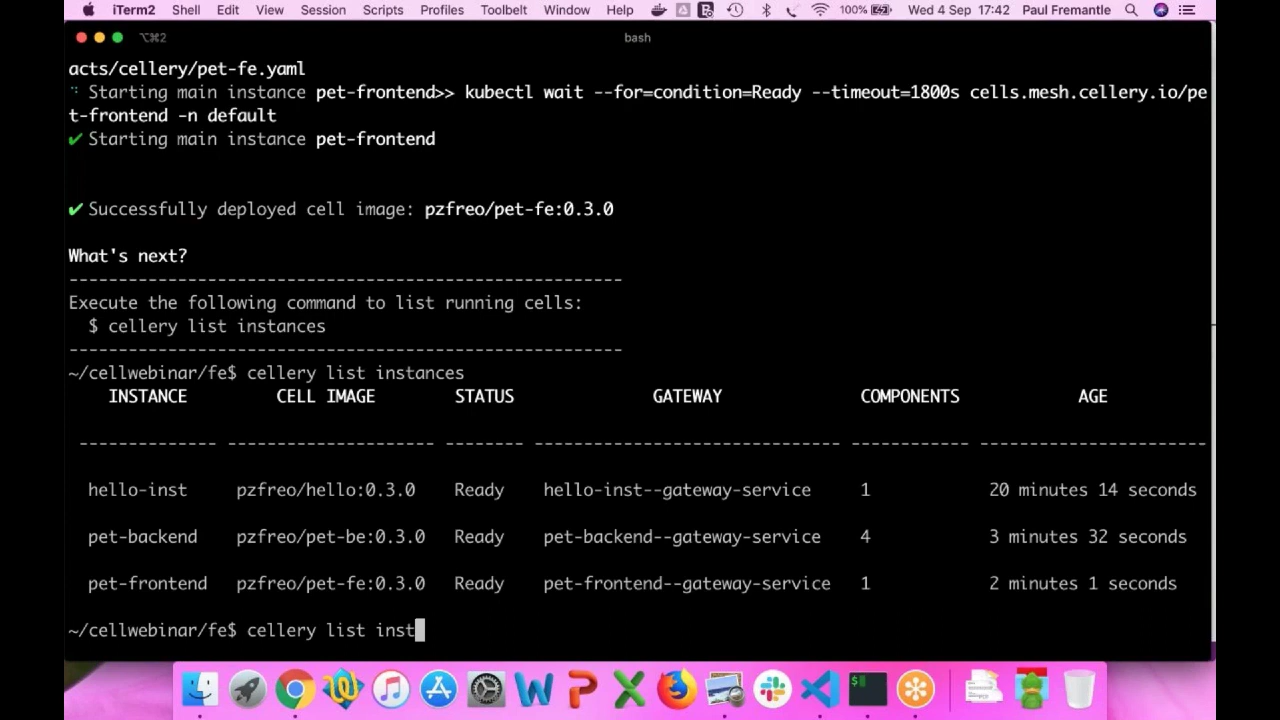 iTerm2 Shell Edit View Session Scripts Profiles Toolbelt Window Help 100% Wed 4 Sep 17:42 Paul Fremantle
⌥⌘2 bash
acts/cellery/pet-fe.yaml
Starting main instance pet-frontend>> kubectl wait --for=condition=Ready --timeout=1800s cells.mesh.cellery.io/pe
t-frontend -n default
✔ Starting main instance pet-frontend
✔ Successfully deployed cell image: pzfreo/pet-fe:0.3.0
What's next?
--------------------------------------------------------
Execute the following command to list running cells:
$ cellery list instances
--------------------------------------------------------
~/cellwebinar/fe$ cellery list instances
INSTANCE CELL IMAGE STATUS GATEWAY COMPONENTS AGE
-------------- --------------------- -------- ------------------------------- ------------ -----------------------
hello-inst pzfreo/hello:0.3.0 Ready hello-inst--gateway-service 1 20 minutes 14 seconds
pet-backend pzfreo/pet-be:0.3.0 Ready pet-backend--gateway-service 4 3 minutes 32 seconds
pet-frontend pzfreo/pet-fe:0.3.0 Ready pet-frontend--gateway-service 1 2 minutes 1 seconds
~/cellwebinar/fe$ cellery list inst